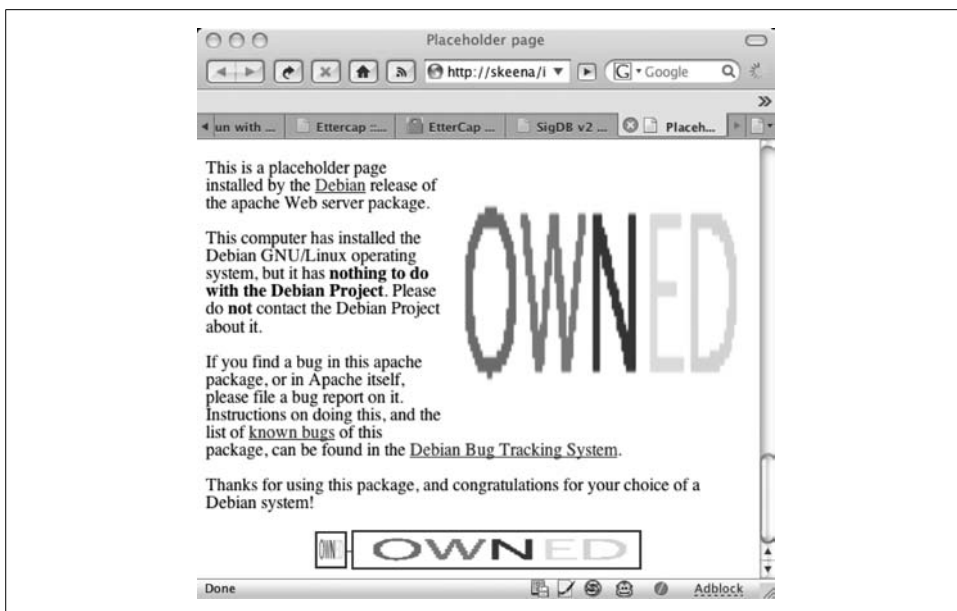 Placeholder page
http://skeena/i
G Google
un with ...
Ettercap ::...
EtterCap ...
SigDB v2 ...
Placeh...
This is a placeholder page
installed by the Debian release of
the apache Web server package.
This computer has installed the
Debian GNU/Linux operating
system, but it has nothing to do
with the Debian Project. Please
do not contact the Debian Project
about it.
If you find a bug in this apache
package, or in Apache itself,
please file a bug report on it.
Instructions on doing this, and the
list of known bugs of this
package, can be found in the Debian Bug Tracking System.
OWNED
Thanks for using this package, and congratulations for your choice of a
Debian system!
OWNED
OWNED
Done
Adblock